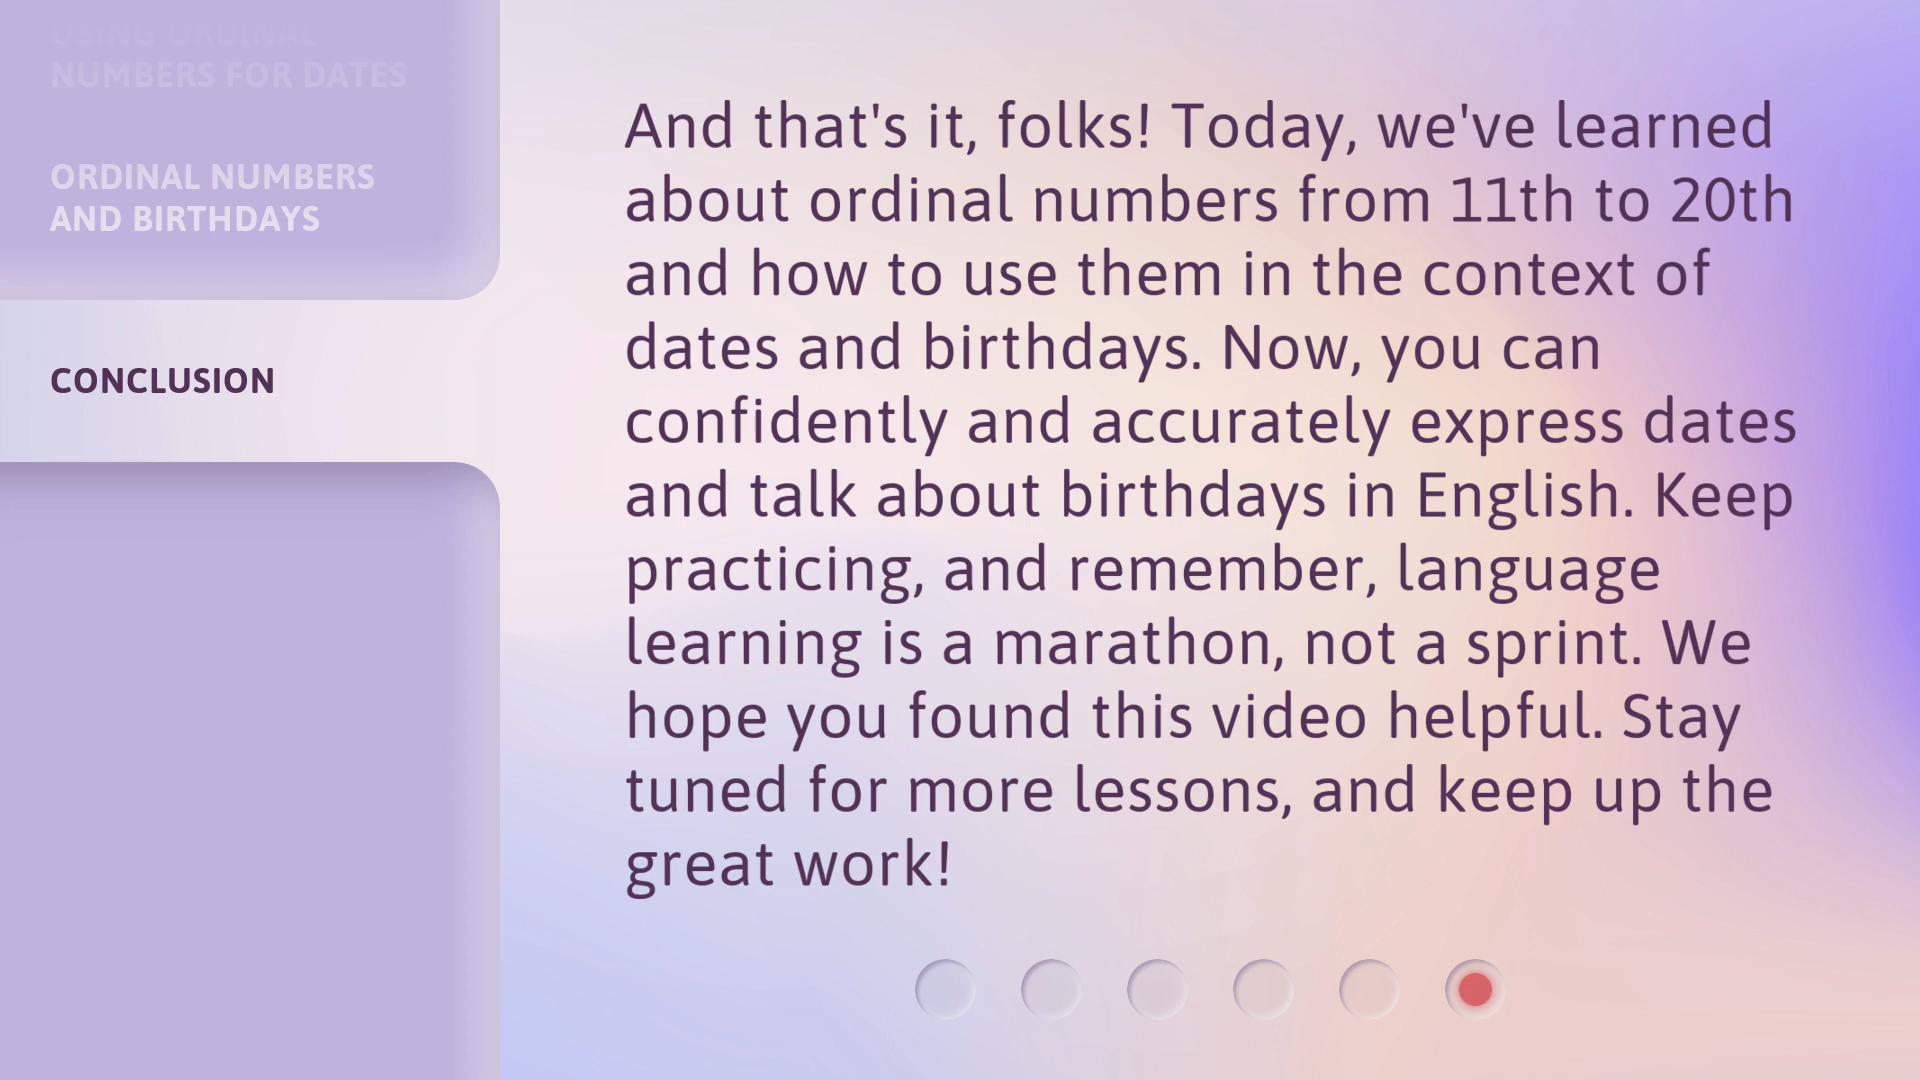 USING ORDINAL
NUMBERS FOR DATES
ORDINAL NUMBERS
AND BIRTHDAYS
CONCLUSION
And that's it, folks! Today, we've learned
about ordinal numbers from 11th to 20th
and how to use them in the context of
dates and birthdays. Now, you can
confidently and accurately express dates
and talk about birthdays in English. Keep
practicing, and remember, language
learning is a marathon, not a sprint. We
hope you found this video helpful. Stay
tuned for more lessons, and keep up the
great work!